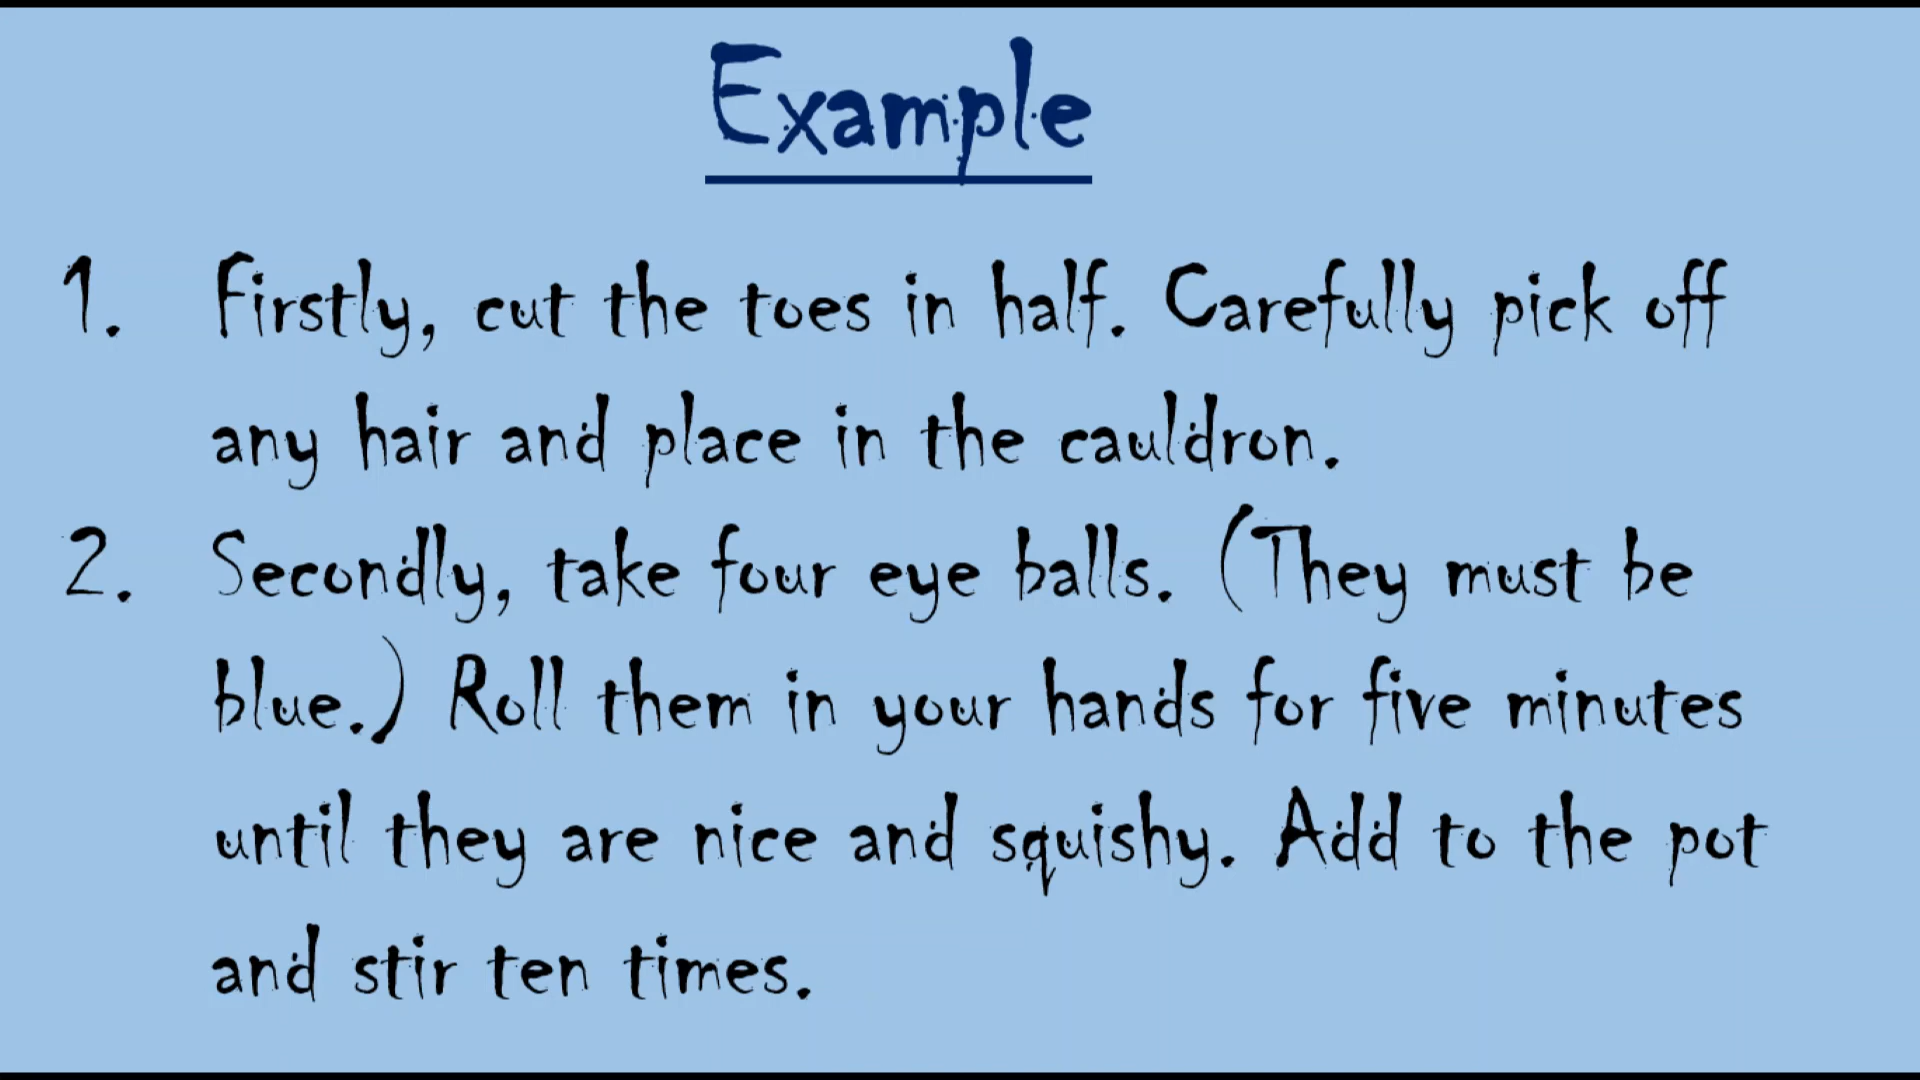 Example
1. Firstly, cut the toes in half. Carefully pick off
any hair and place in the cauldron.
2. Secondly, take four eye balls. (They must be
blue.) Roll them in your hands for five minutes
until they are nice and squishy. Add to the pot
and stir ten times.